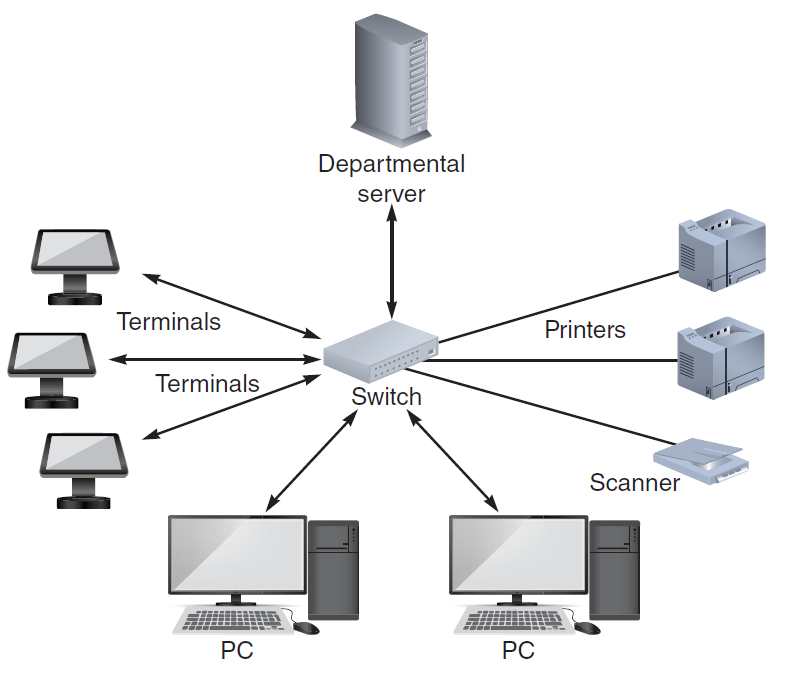 Departmental
server
Terminals
Printers
Terminals
Switch
Scanner
PC
PC